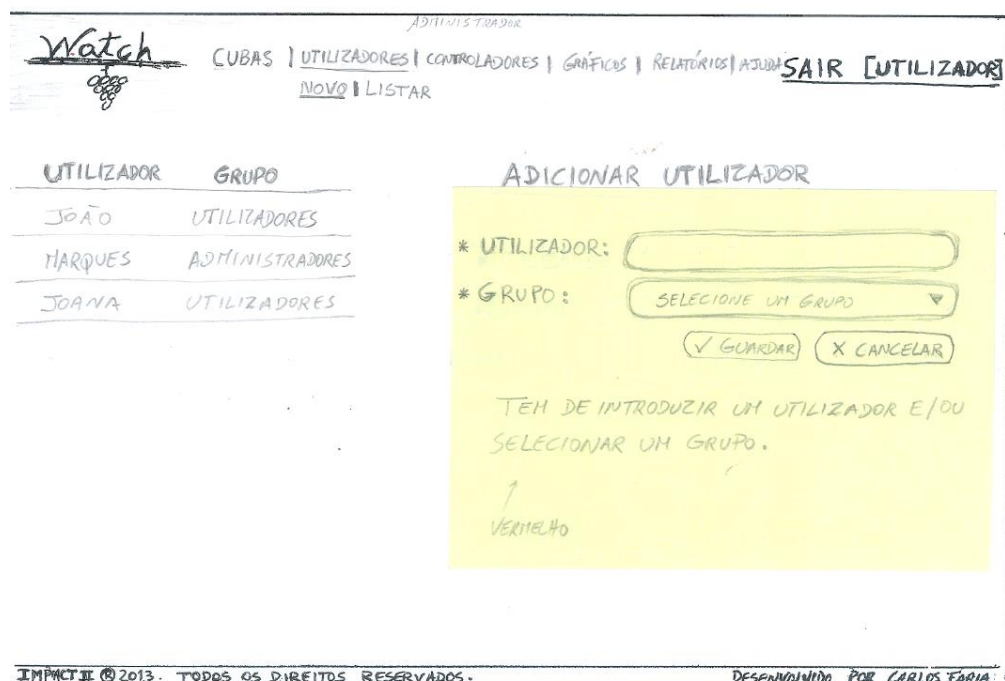 ADMINISTRADOR
Watch
CUBAS | UTILIZADORES | CONTROLADORES | GRÁFICOS | RELATÓRIOS | AJUDA SAIR [UTILIZADOR]
NOVO | LISTAR
UTILIZADOR GRUPO
JOÃO UTILIZADORES
MARQUES ADMINISTRADORES
JOANA UTILIZADORES
ADICIONAR UTILIZADOR
* UTILIZADOR:
* GRUPO: SELECIONE UM GRUPO
✓ GUARDAR X CANCELAR
TEM DE INTRODUZIR UM UTILIZADOR E/OU
SELECIONAR UM GRUPO.
VERMELHO
IMPACT II ® 2013. TODOS OS DIREITOS RESERVADOS. DESENVOLVIDO POR CARLOS FARIA.